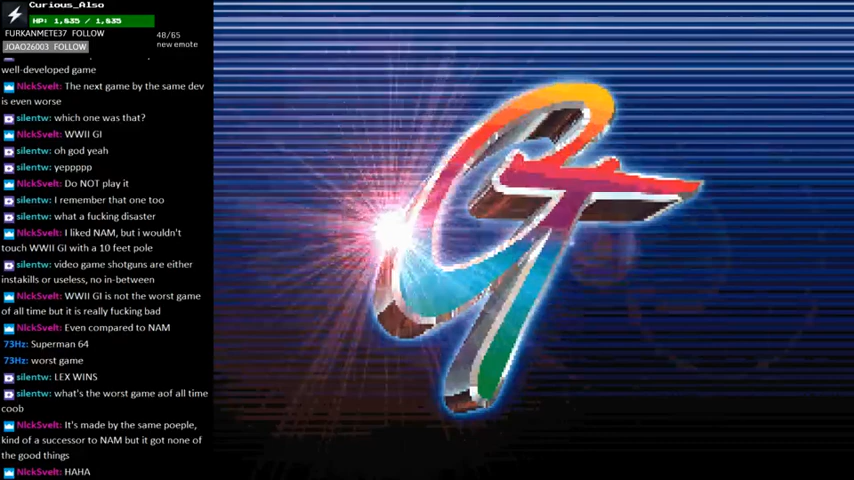 Curious_Also
HP: 1,835 / 1,835
FURKANMETE37 FOLLOW
JOAO26003 FOLLOW
48/65
new emote
well-developed game
NickSvelt: The next game by the same dev
is even worse
silentw: which one was that?
NickSvelt: WWII GI
silentw: oh god yeah
silentw: yeppppp
NickSvelt: Do NOT play it
silentw: I remember that one too
silentw: what a fucking disaster
NickSvelt: I liked NAM, but i wouldn't
touch WWII GI with a 10 feet pole
silentw: video game shotguns are either
instakills or useless, no in-between
NickSvelt: WWII GI is not the worst game
of all time but it is really fucking bad
NickSvelt: Even compared to NAM
73Hz: Superman 64
73Hz: worst game
silentw: LEX WINS
silentw: what's the worst game aof all time
coob
NickSvelt: It's made by the same poeple,
kind of a successor to NAM but it got none of
the good things
NickSvelt: HAHA
GT